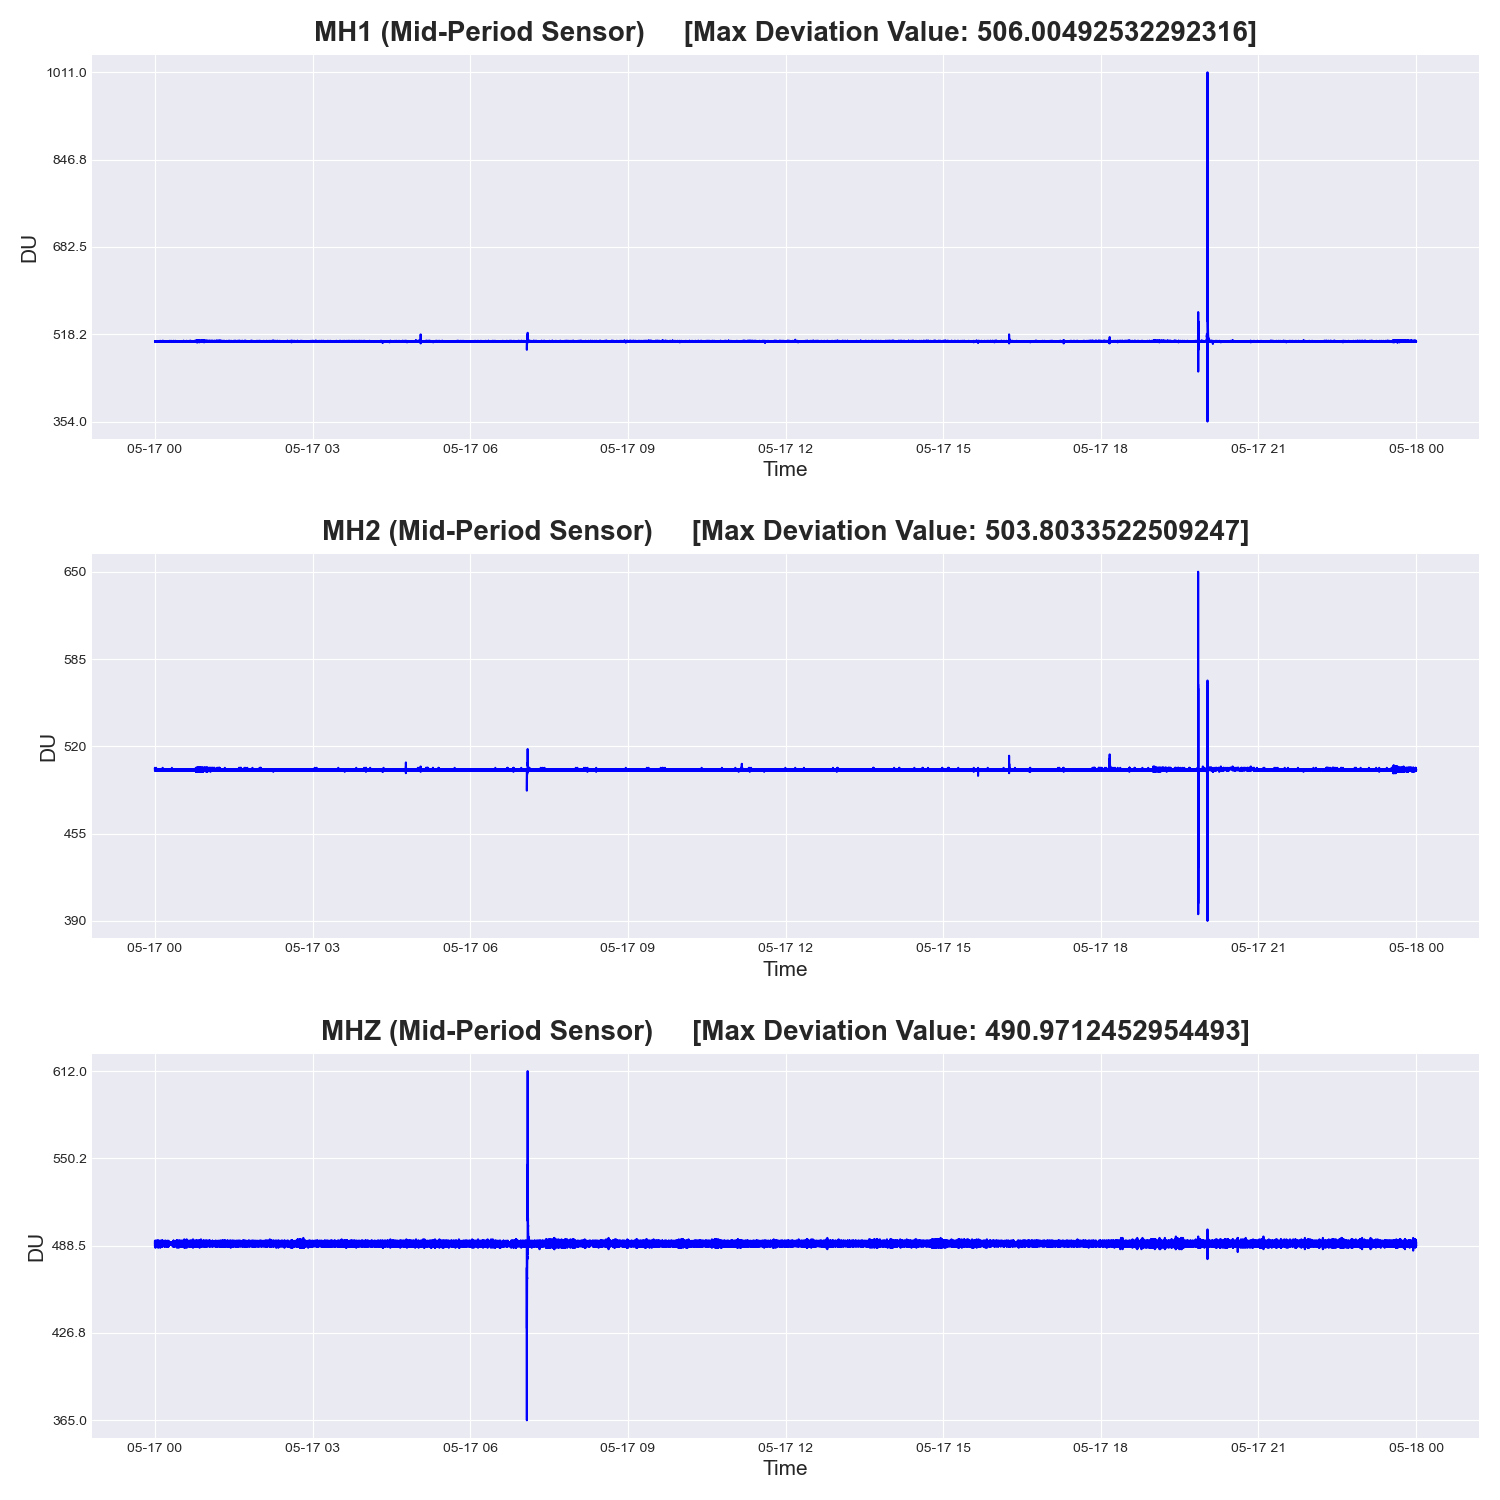 MH1 (Mid-Period Sensor) [Max Deviation Value: 506.00492532292316]
1011.0
846.8
682.5
518.2
354.0
DU
05-17 00 05-17 03 05-17 06 05-17 09 05-17 12 05-17 15 05-17 18 05-17 21 05-18 00
Time
MH2 (Mid-Period Sensor) [Max Deviation Value: 503.8033522509247]
650
585
520
455
390
DU
05-17 00 05-17 03 05-17 06 05-17 09 05-17 12 05-17 15 05-17 18 05-17 21 05-18 00
Time
MHZ (Mid-Period Sensor) [Max Deviation Value: 490.9712452954493]
612.0
550.2
488.5
426.8
365.0
DU
05-17 00 05-17 03 05-17 06 05-17 09 05-17 12 05-17 15 05-17 18 05-17 21 05-18 00
Time